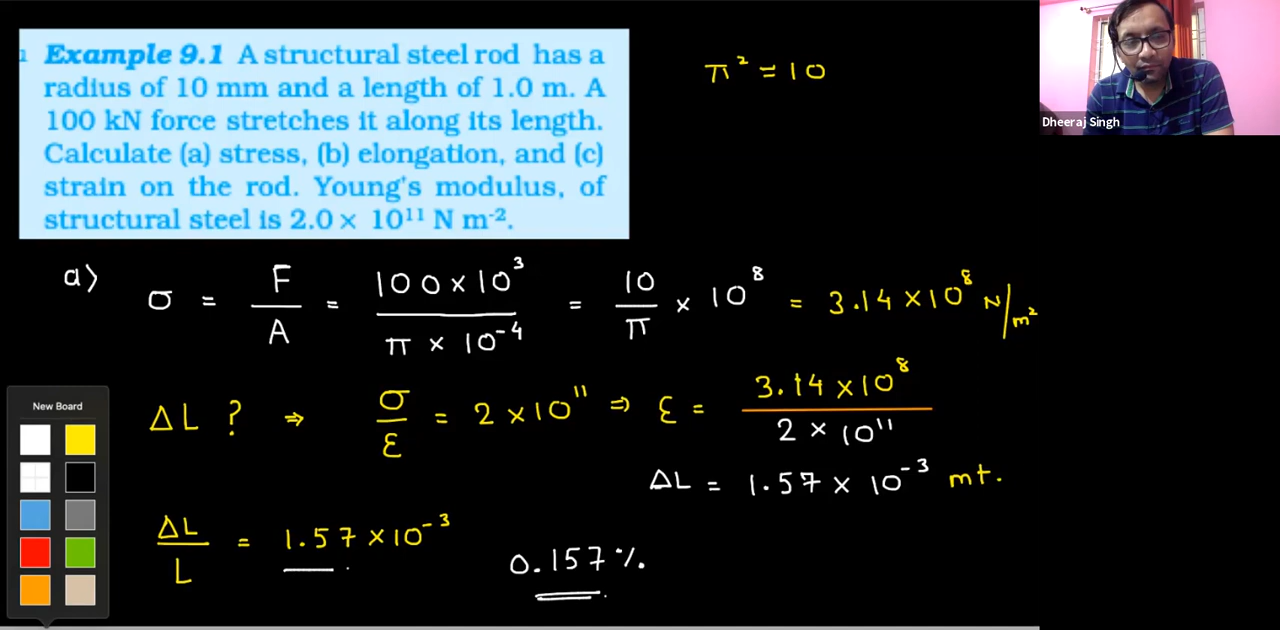 Example 9.1 A structural steel rod has a
radius of 10 mm and a length of 1.0 m. A
100 kN force stretches it along its length.
Calculate (a) stress, (b) elongation, and (c)
strain on the rod. Young's modulus, of
structural steel is 2.0 × 10¹¹ N m⁻².
π² = 10
Dheeraj Singh
a) σ = F/A = 100 × 10³ / π × 10⁻⁴ = 10/π × 10⁸ = 3.14 × 10⁸ N/m²
ΔL ? ⇒ σ/ε = 2 × 10¹¹ ⇒ ε = 3.14 × 10⁸ / 2 × 10¹¹
ΔL = 1.57 × 10⁻³ mt.
ΔL/L = 1.57 × 10⁻³
0.157 %
New Board